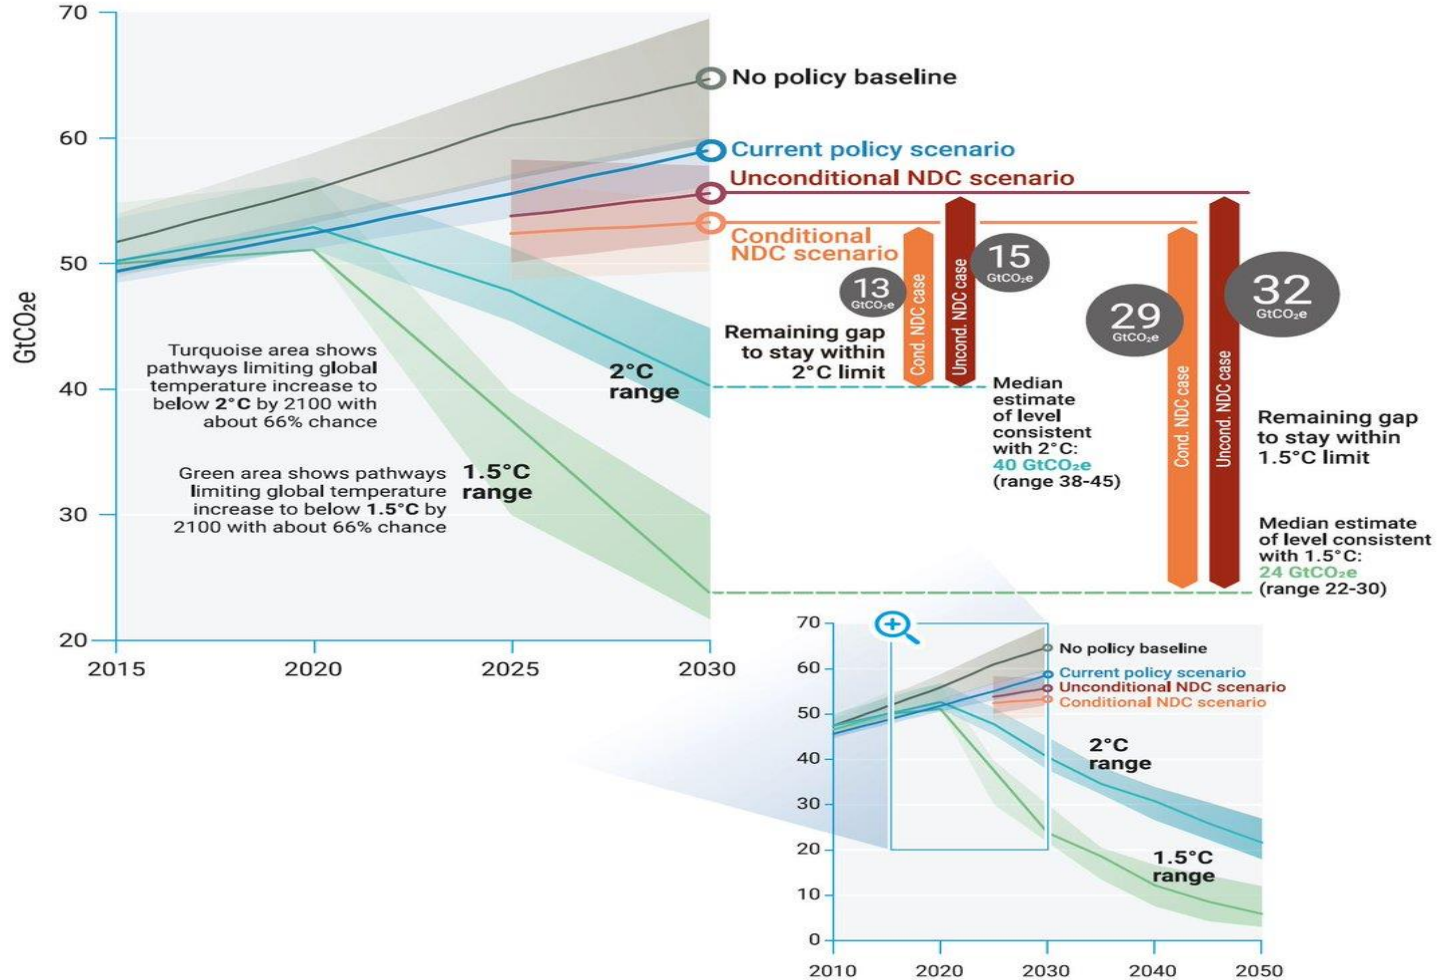 70
60
50
40
30
20
GtCO₂e
2015
2020
2025
2030
No policy baseline
Current policy scenario
Unconditional NDC scenario
Conditional
NDC scenario
Turquoise area shows
pathways limiting global
temperature increase to
below 2°C by 2100 with
about 66% chance
Green area shows pathways
limiting global temperature
increase to below 1.5°C by
2100 with about 66% chance
2°C
range
1.5°C
range
13
GtCO₂e
15
GtCO₂e
Cond. NDC case
Uncond. NDC case
Remaining gap
to stay within
2°C limit
Median
estimate
of level
consistent
with 2°C:
40 GtCO₂e
(range 38-45)
29
GtCO₂e
32
GtCO₂e
Cond. NDC case
Uncond. NDC case
Remaining gap
to stay within
1.5°C limit
Median estimate
of level consistent
with 1.5°C:
24 GtCO₂e
(range 22-30)
70
60
50
40
30
20
10
0
2010
2020
2030
2040
2050
No policy baseline
Current policy scenario
Unconditional NDC scenario
Conditional NDC scenario
2°C
range
1.5°C
range